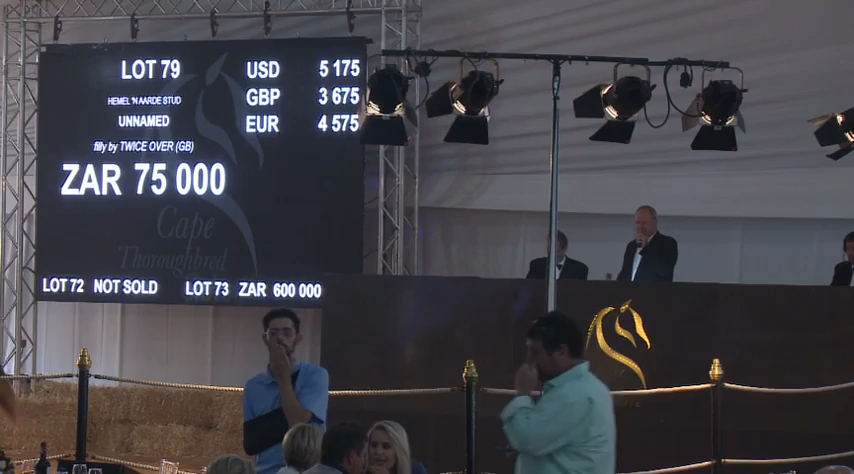 LOT 79 USD 5 175
HEMEL 'N AARDE STUD GBP 3 675
UNNAMED EUR 4 575
filly by TWICE OVER (GB)
ZAR 75 000
Cape
Thoroughbred
LOT 72 NOT SOLD LOT 73 ZAR 600 000